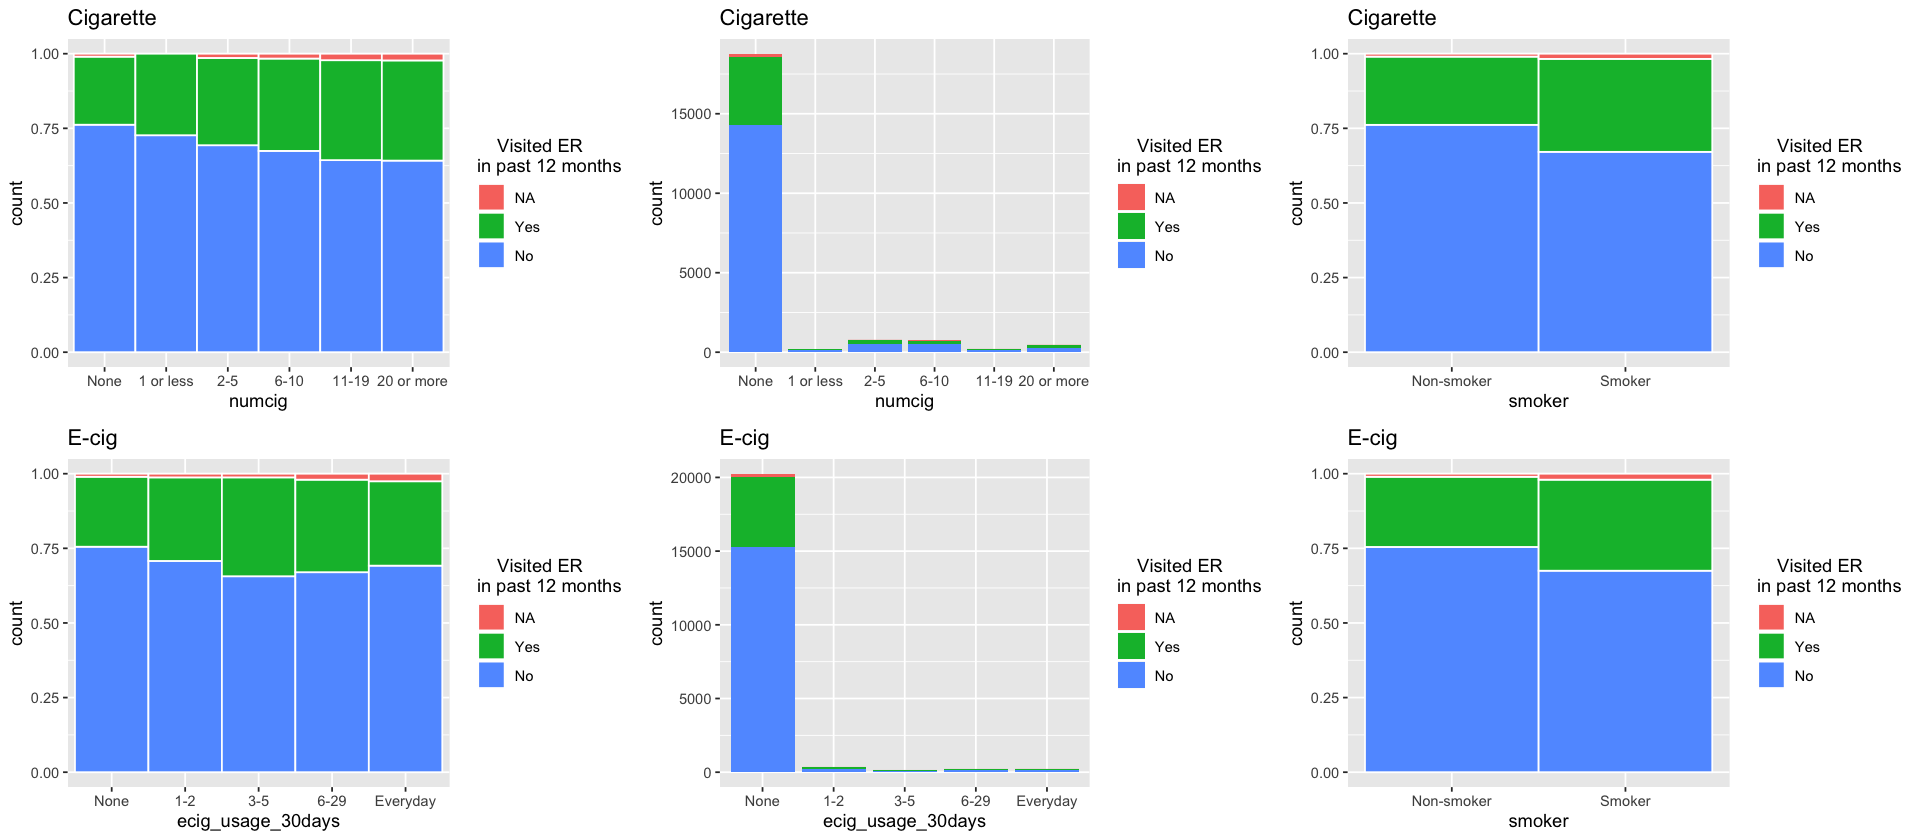 Cigarette
1.00
0.75
0.50
0.25
0.00
count
None 1 or less 2-5 6-10 11-19 20 or more
numcig
Visited ER
in past 12 months
NA
Yes
No
Cigarette
15000
10000
5000
0
count
None 1 or less 2-5 6-10 11-19 20 or more
numcig
Visited ER
in past 12 months
NA
Yes
No
Cigarette
1.00
0.75
0.50
0.25
0.00
count
Non-smoker Smoker
smoker
Visited ER
in past 12 months
NA
Yes
No
E-cig
1.00
0.75
0.50
0.25
0.00
count
None 1-2 3-5 6-29 Everyday
ecig_usage_30days
Visited ER
in past 12 months
NA
Yes
No
E-cig
20000
15000
10000
5000
0
count
None 1-2 3-5 6-29 Everyday
ecig_usage_30days
Visited ER
in past 12 months
NA
Yes
No
E-cig
1.00
0.75
0.50
0.25
0.00
count
Non-smoker Smoker
smoker
Visited ER
in past 12 months
NA
Yes
No